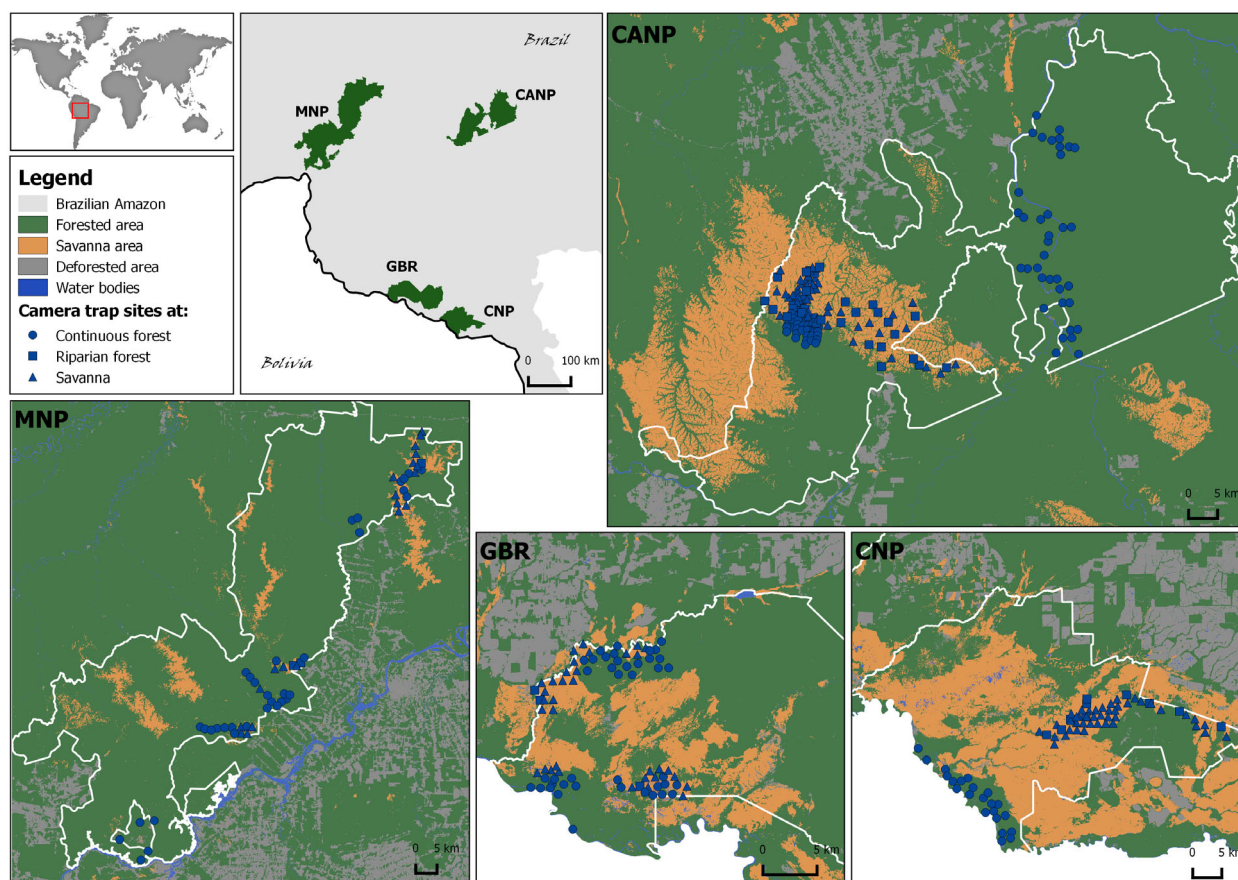 Brazil
MNP
CANP
GBR
CNP
Bolivia
0 100 km
Legend
Brazilian Amazon
Forested area
Savanna area
Deforested area
Water bodies
Camera trap sites at:
Continuous forest
Riparian forest
Savanna
CANP
0 5 km
MNP
0 5 km
GBR
0 5 km
CNP
0 5 km